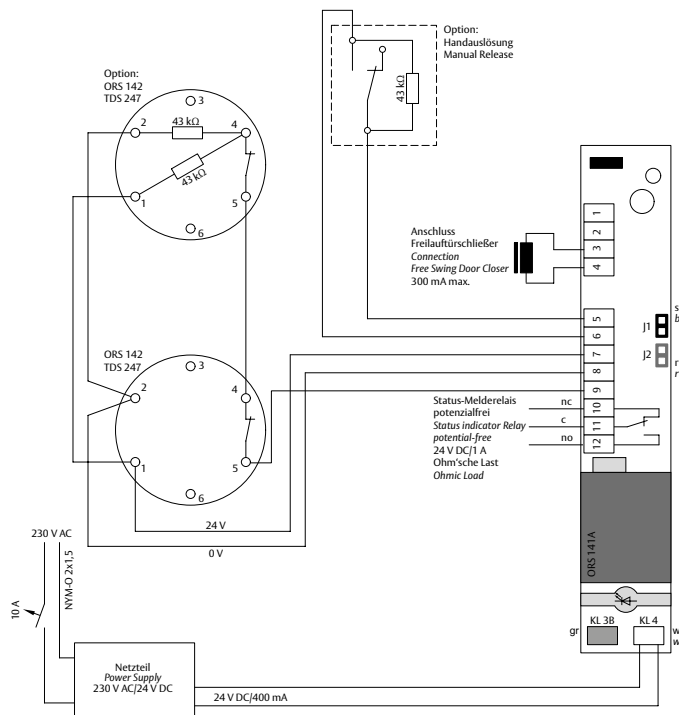 Option:
Handauslösung
Manual Release
43 kΩ
Option:
ORS 142
TDS 247
3
2
43 kΩ
4
43 kΩ
1
5
6
1
2
3
4
Anschluss
Freilauftürschließer
Connection
Free Swing Door Closer
300 mA max.
5
6
7
8
9
10
11
12
J1
J2
s
b
r
r
ORS 142
TDS 247
3
2
4
1
5
6
Status-Melderelais
potenzialfrei
Status indicator Relay
potential-free
24 V DC/1 A
Ohm'sche Last
Ohmic Load
nc
c
no
24 V
0 V
ORS 141A
230 V AC
NYM-O 2x1,5
10 A
KL 3B
KL 4
gr
w
w
Netzteil
Power Supply
230 V AC/24 V DC
24 V DC/400 mA